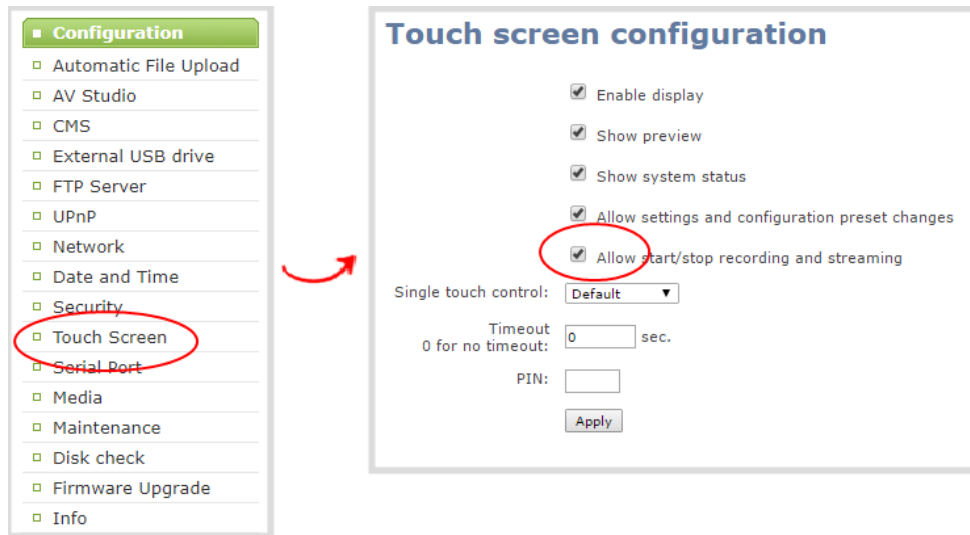 Configuration
Automatic File Upload
AV Studio
CMS
External USB drive
FTP Server
UPnP
Network
Date and Time
Security
Touch Screen
Serial Port
Media
Maintenance
Disk check
Firmware Upgrade
Info
Touch screen configuration
Enable display
Show preview
Show system status
Allow settings and configuration preset changes
Allow start/stop recording and streaming
Single touch control: Default
Timeout
0 for no timeout: 0 sec.
PIN:
Apply